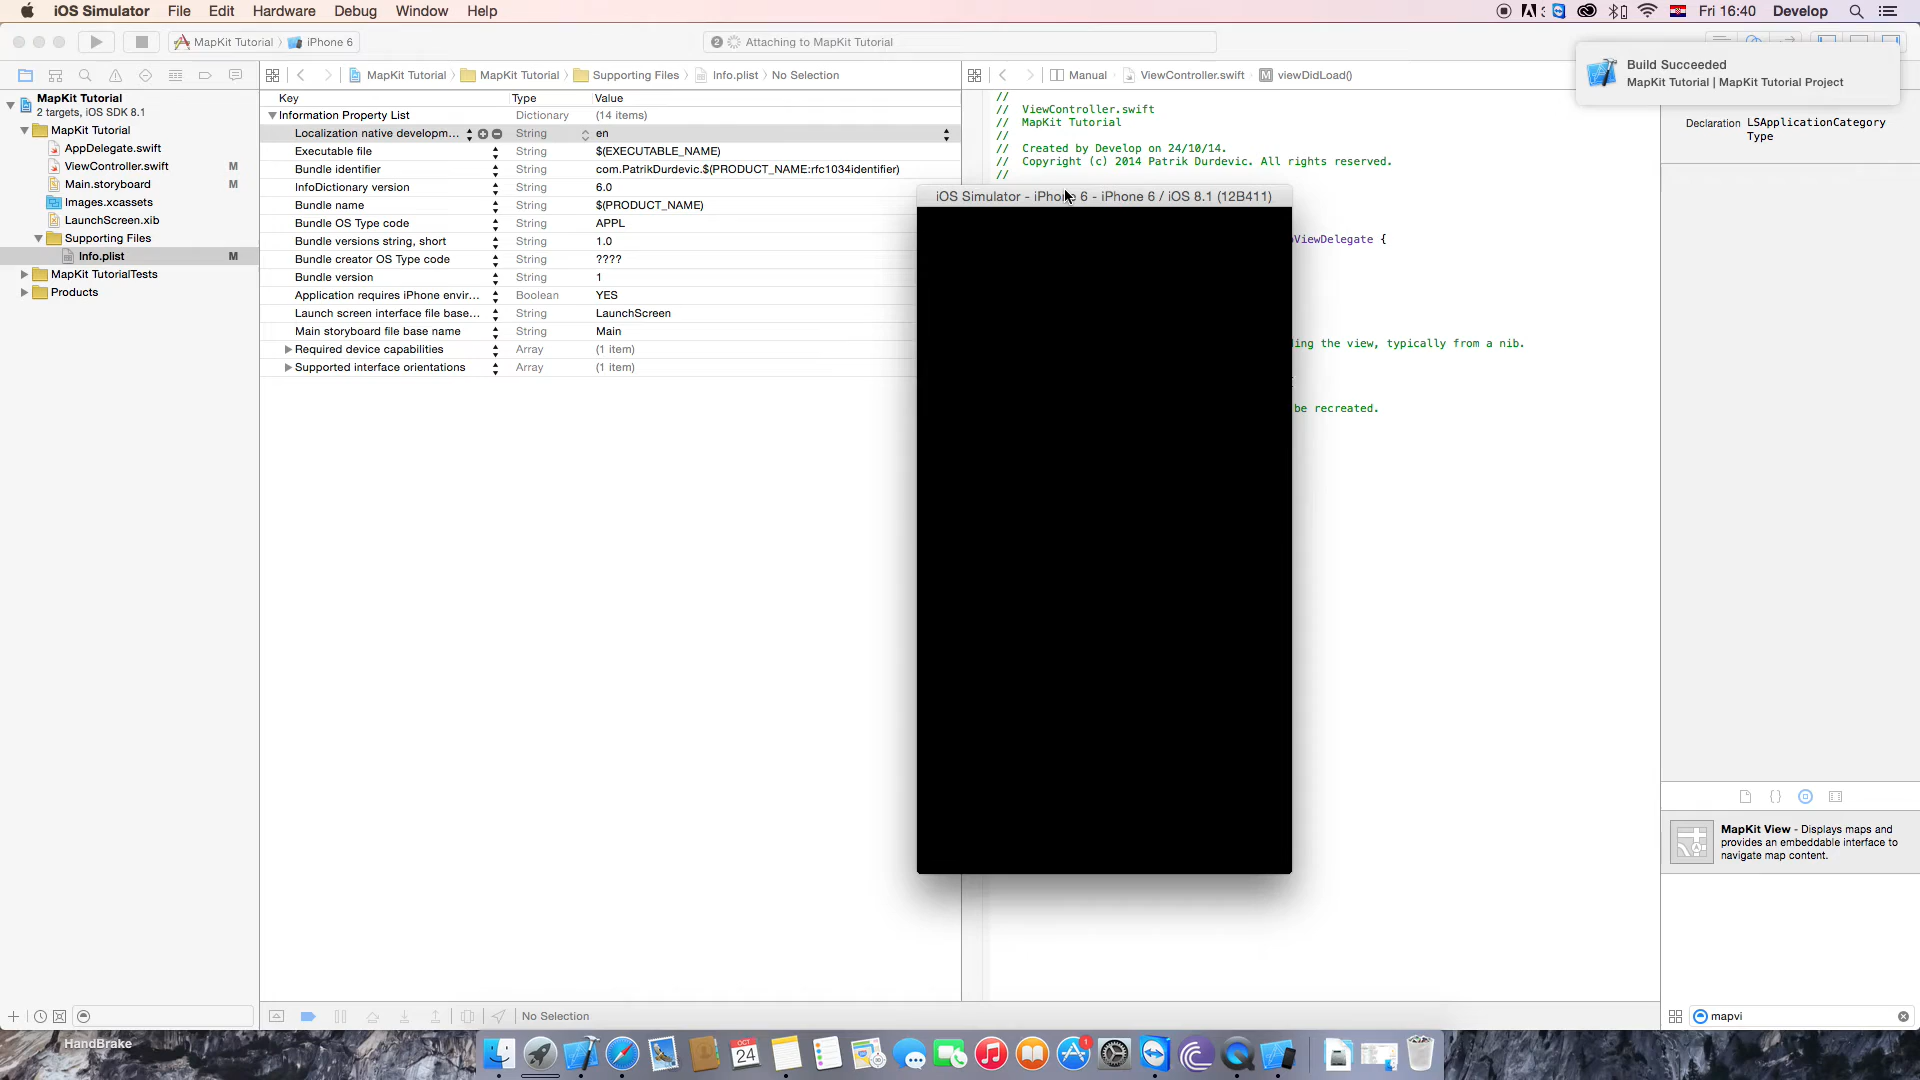 iOS Simulator File Edit Hardware Debug Window Help Fri 16:40 Develop
MapKit Tutorial iPhone 6 2 Attaching to MapKit Tutorial
Build Succeeded
MapKit Tutorial | MapKit Tutorial Project
MapKit Tutorial MapKit Tutorial Supporting Files Info.plist No Selection
Manual ViewController.swift M viewDidLoad()
MapKit Tutorial
2 targets, iOS SDK 8.1
MapKit Tutorial
AppDelegate.swift
ViewController.swift M
Main.storyboard M
Images.xcassets
LaunchScreen.xib
Supporting Files
Info.plist M
MapKit TutorialTests
Products
Key Type Value
Information Property List Dictionary (14 items)
Localization native developm... String en
Executable file String $(EXECUTABLE_NAME)
Bundle identifier String com.PatrikDurdevic.$(PRODUCT_NAME:rfc1034identifier)
InfoDictionary version String 6.0
Bundle name String $(PRODUCT_NAME)
Bundle OS Type code String APPL
Bundle versions string, short String 1.0
Bundle creator OS Type code String ????
Bundle version String 1
Application requires iPhone envir... Boolean YES
Launch screen interface file base... String LaunchScreen
Main storyboard file base name String Main
Required device capabilities Array (1 item)
Supported interface orientations Array (1 item)
//
// ViewController.swift
// MapKit Tutorial
//
// Created by Develop on 24/10/14.
// Copyright (c) 2014 Patrik Durdevic. All rights reserved.
//
iOS Simulator - iPhone 6 - iPhone 6 / iOS 8.1 (12B411)
pViewDelegate {
ding the view, typically from a nib.
{
be recreated.
Declaration LSApplicationCategory
Type
MapKit View - Displays maps and
provides an embeddable interface to
navigate map content.
No Selection
mapvi
HandBrake
OCT
24
1